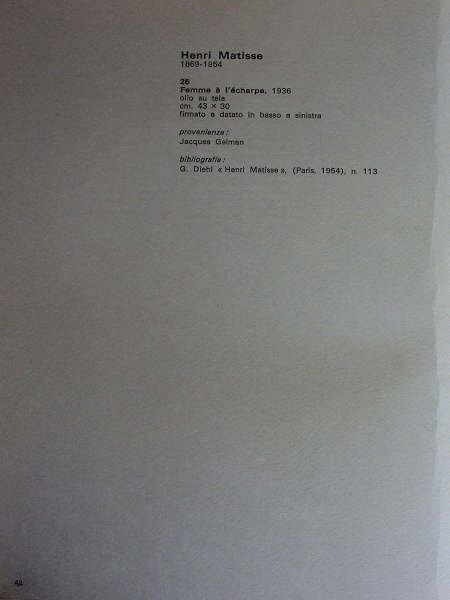 Henri Matisse
1869-1954
26
Femme à l'écharpe, 1936
olio su tela
cm. 43 × 30
firmato e datato in basso a sinistra
provenienza:
Jacques Gelman
bibliografia:
G. Diehl « Henri Matisse », (Paris, 1954), n. 113
42